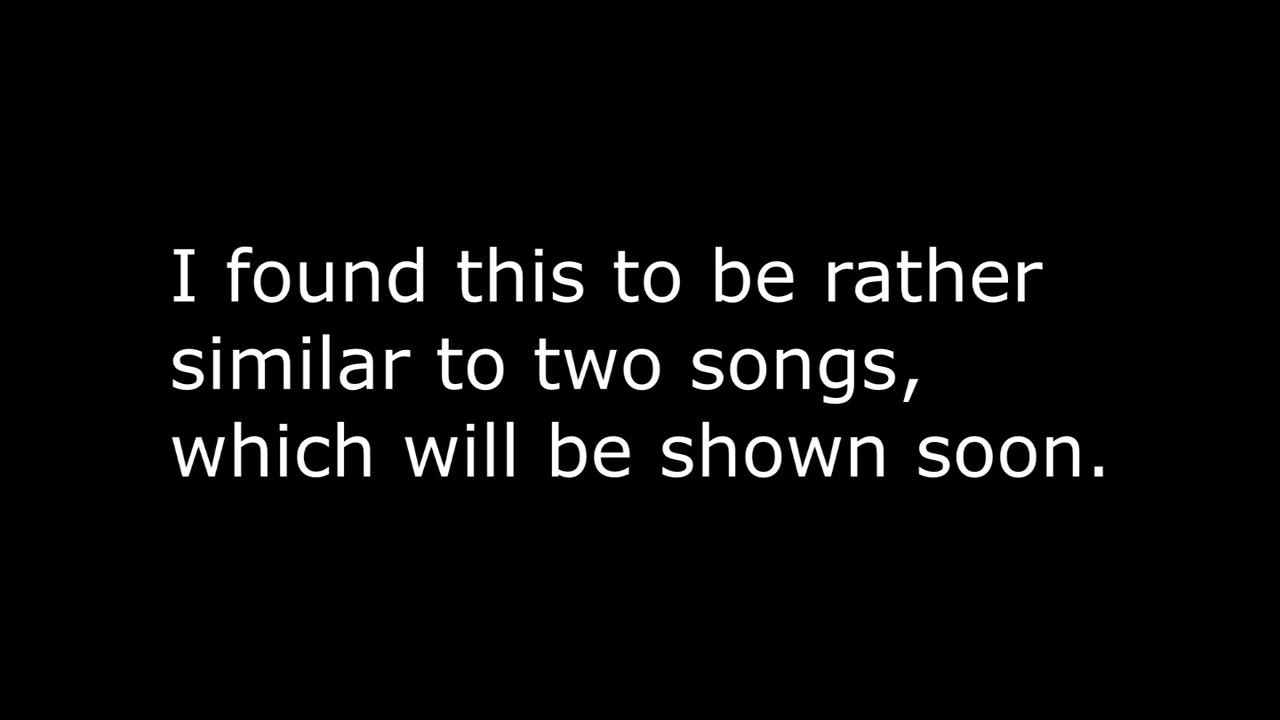 I found this to be rather
similar to two songs,
which will be shown soon.